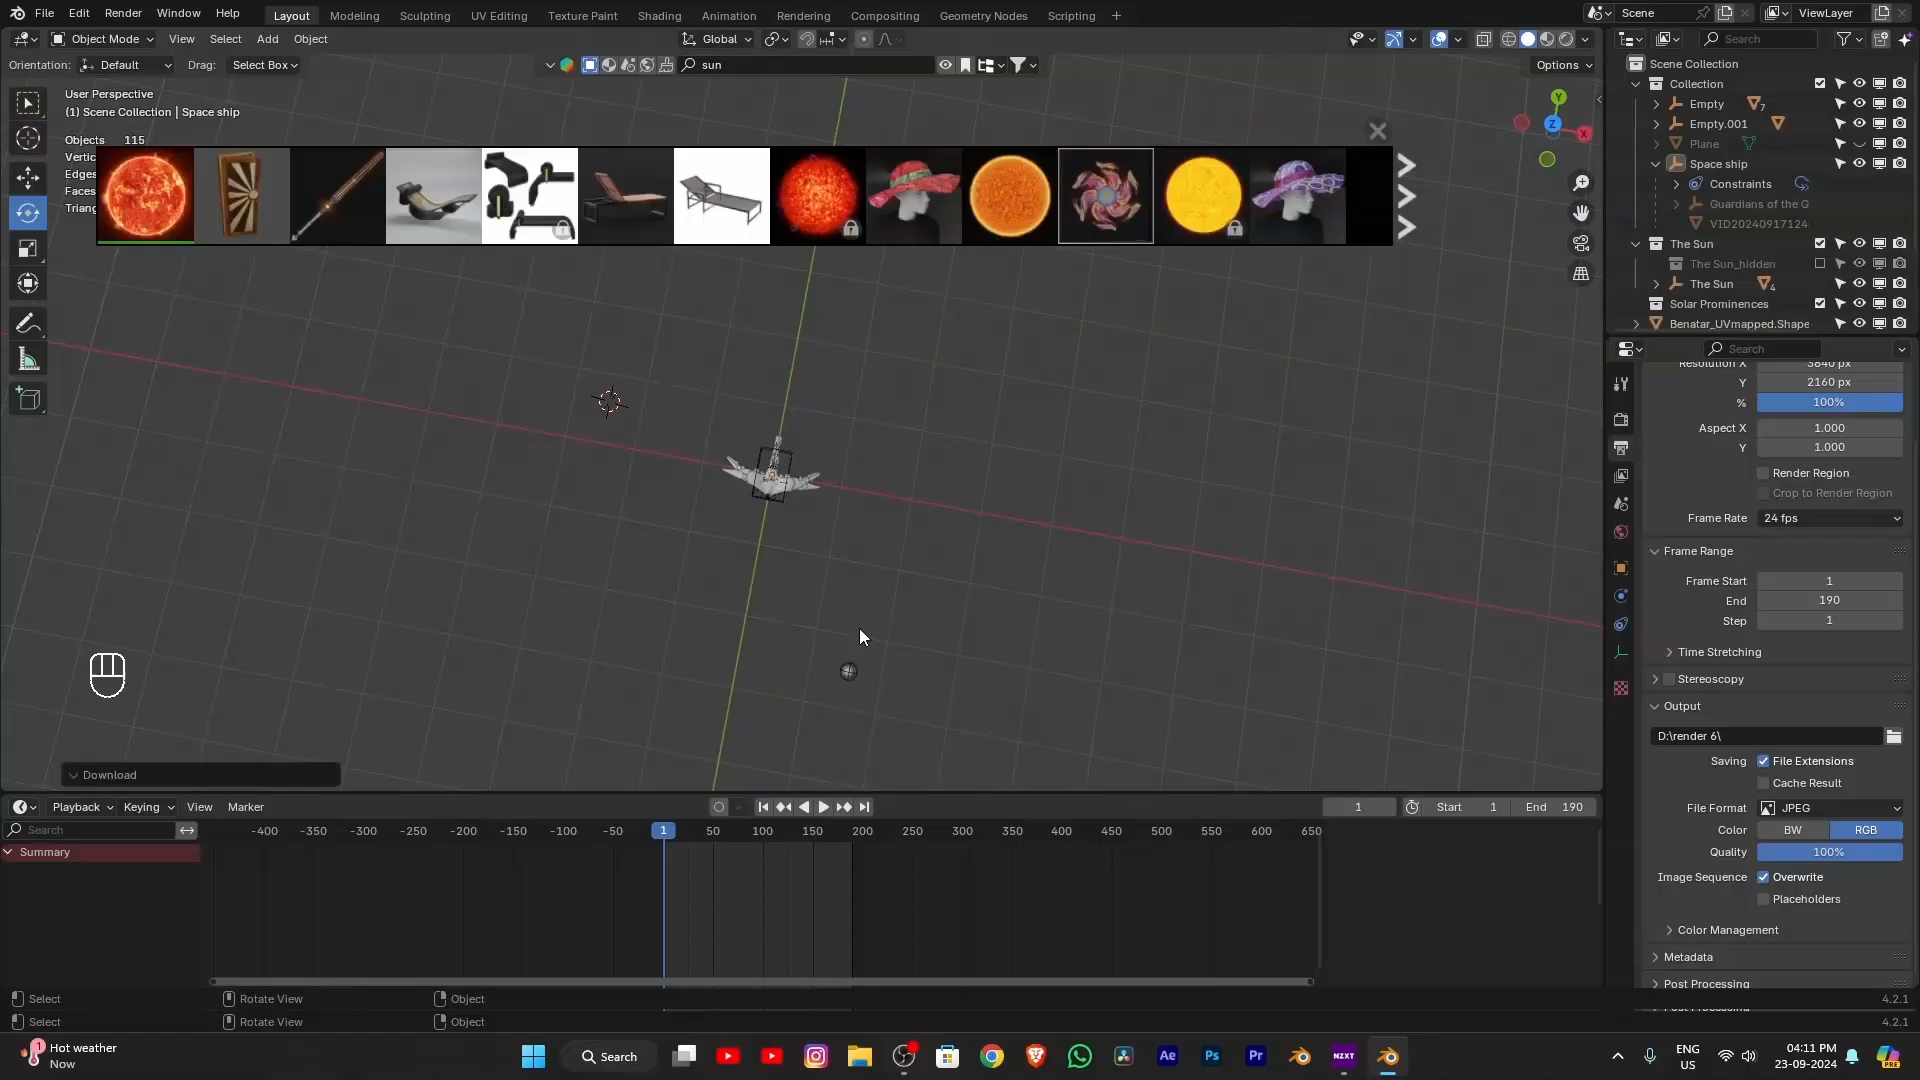 File Edit Render Window Help Layout Modeling Sculpting UV Editing Texture Paint Shading Animation Rendering Compositing Geometry Nodes Scripting Scene ViewLayer
Object Mode View Select Add Object Global Search
Orientation: Default Drag: Select Box sun Options
Scene Collection
User Perspective
(1) Scene Collection | Space ship
Objects 115
Vertic
Edges
Faces
Triang
Collection
Empty 7
Empty.001
Plane
Space ship
Constraints
Guardians of the G
VID20240917124
The Sun
The Sun_hidden
The Sun 4
Solar Prominences
Benatar_UVmapped.Shape
Y
Z
X
Search
Resolution X 3840 px
Y 2160 px
% 100%
Aspect X 1.000
Y 1.000
Render Region
Crop to Render Region
Frame Rate 24 fps
Frame Range
Frame Start 1
End 190
Step 1
Time Stretching
Stereoscopy
Output
D:\render 6\
Saving File Extensions
Cache Result
File Format JPEG
Color BW RGB
Quality 100%
Image Sequence Overwrite
Placeholders
Color Management
Metadata
Post Processing
Download
Playback Keying View Marker 1 Start 1 End 190
Search -400 -350 -300 -250 -200 -150 -100 -50 1 50 100 150 200 250 300 350 400 450 500 550 600 650
Summary
Select Rotate View Object 4.2.1
Select Rotate View Object 4.2.1
1 Hot weather
Now
Search
Ae Ps Pr NZXT
ENG
US
04:11 PM
23-09-2024
PRE